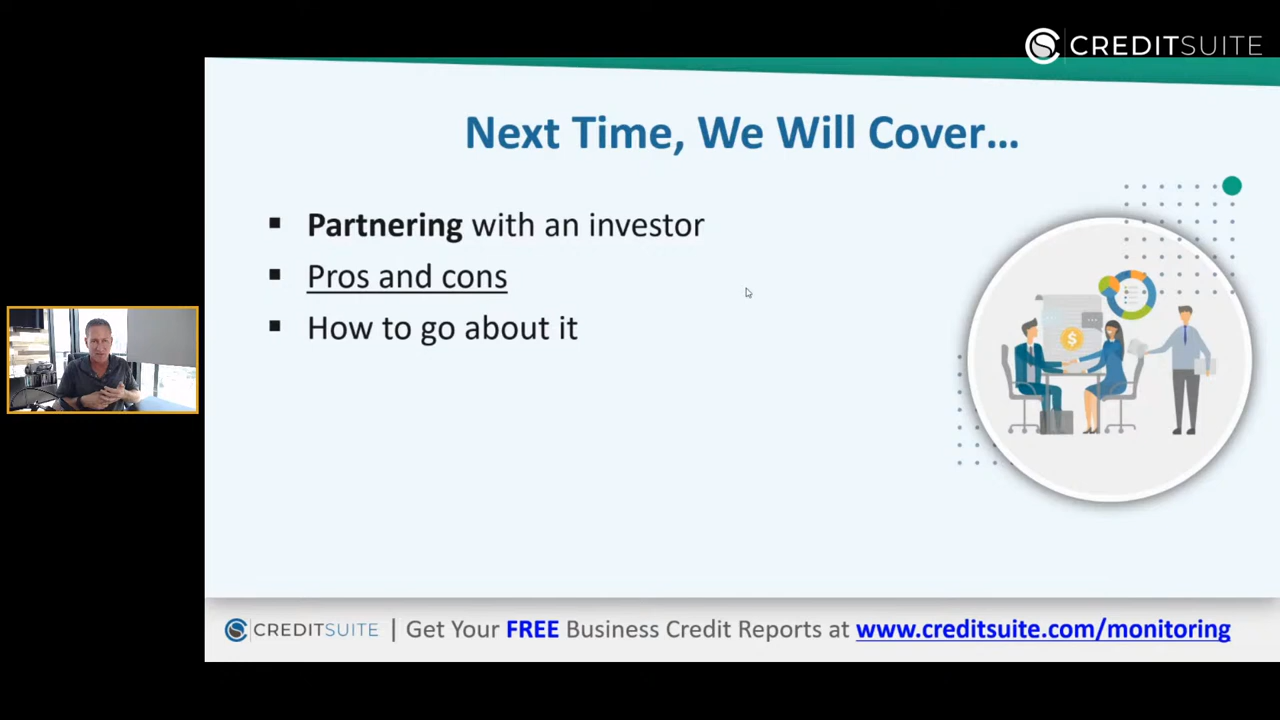 CREDITSUITE
Next Time, We Will Cover...
▪ Partnering with an investor
▪ Pros and cons
▪ How to go about it
$
CREDITSUITE | Get Your FREE Business Credit Reports at www.creditsuite.com/monitoring